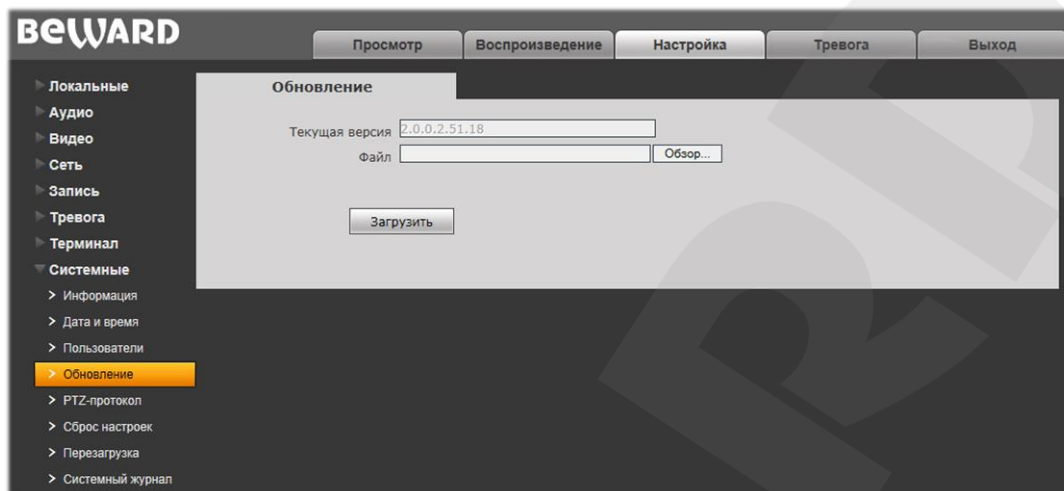 BEWARD
Просмотр Воспроизведение Настройка Тревога Выход
Локальные
Аудио
Видео
Сеть
Запись
Тревога
Терминал
Системные
Информация
Дата и время
Пользователи
Обновление
PTZ-протокол
Сброс настроек
Перезагрузка
Системный журнал
Обновление
Текущая версия 2.0.0.2.51.18
Файл Обзор...
Загрузить